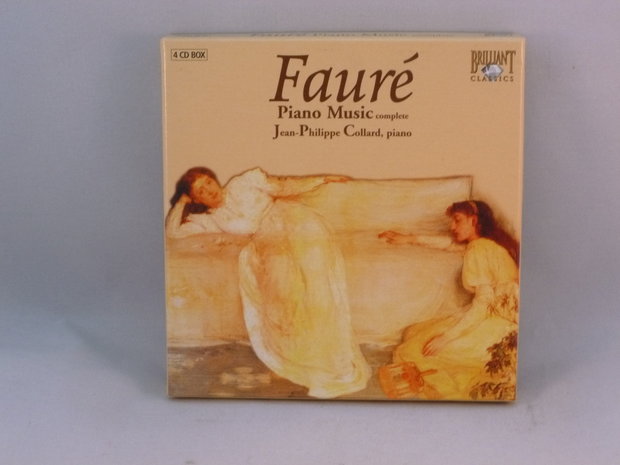 4 CD BOX
Fauré
Piano Music complete
Jean-Philippe Collard, piano
BRILLIANT
CLASSICS